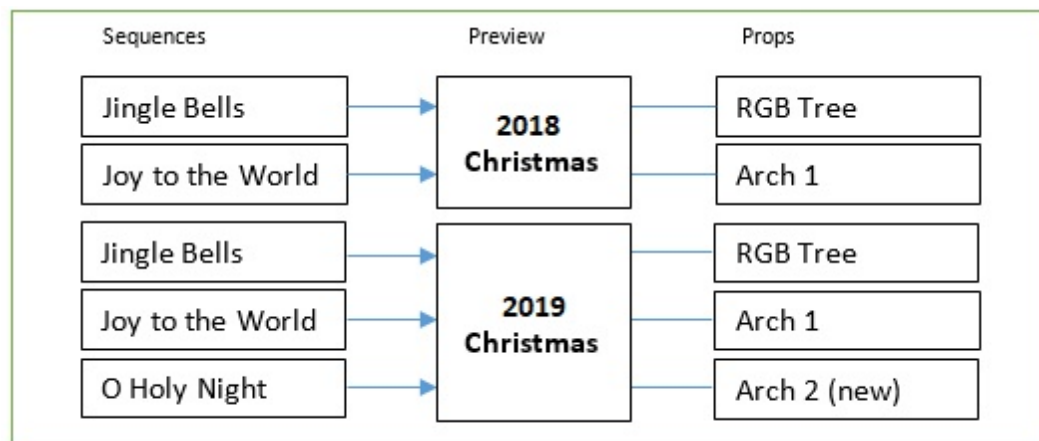 Sequences Preview Props
Jingle Bells RGB Tree
2018
Christmas
Joy to the World Arch 1
Jingle Bells RGB Tree
2019
Christmas
Joy to the World Arch 1
O Holy Night Arch 2 (new)